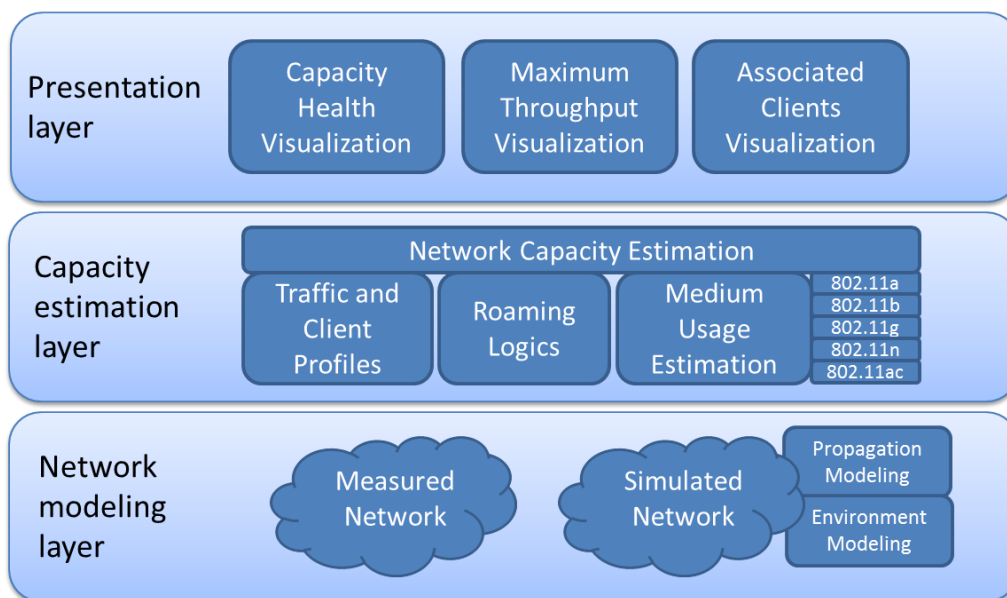 Presentation
layer
Capacity
Health
Visualization
Maximum
Throughput
Visualization
Associated
Clients
Visualization
Capacity
estimation
layer
Network Capacity Estimation
Traffic and
Client
Profiles
Roaming
Logics
Medium
Usage
Estimation
802.11a
802.11b
802.11g
802.11n
802.11ac
Network
modeling
layer
Measured
Network
Simulated
Network
Propagation
Modeling
Environment
Modeling